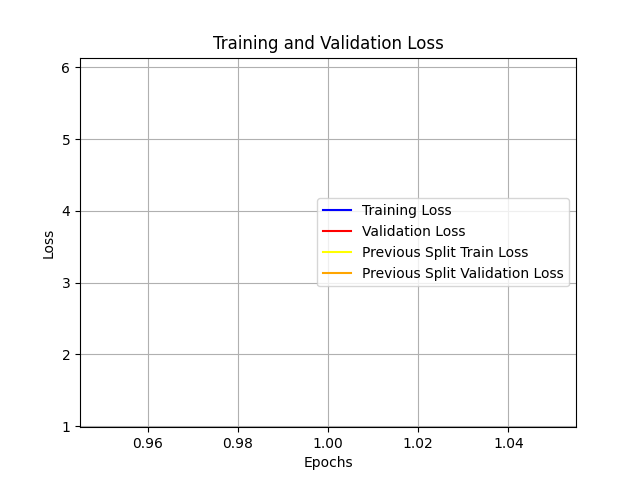 Training and Validation Loss
6
5
4
3
2
1
Loss
Training Loss
Validation Loss
Previous Split Train Loss
Previous Split Validation Loss
0.96
0.98
1.00
1.02
1.04
Epochs